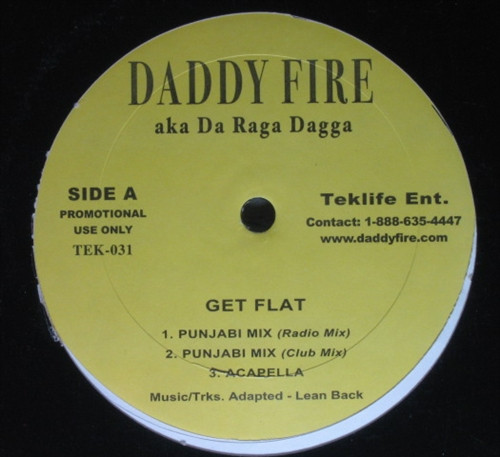 DADDY FIRE
aka Da Raga Dagga
SIDE A
PROMOTIONAL
USE ONLY
TEK-031
Teklife Ent.
Contact: 1-888-635-4447
www.daddyfire.com
GET FLAT
1. PUNJABI MIX (Radio Mix)
2. PUNJABI MIX (Club Mix)
3. ACAPELLA
Music/Trks. Adapted - Lean Back